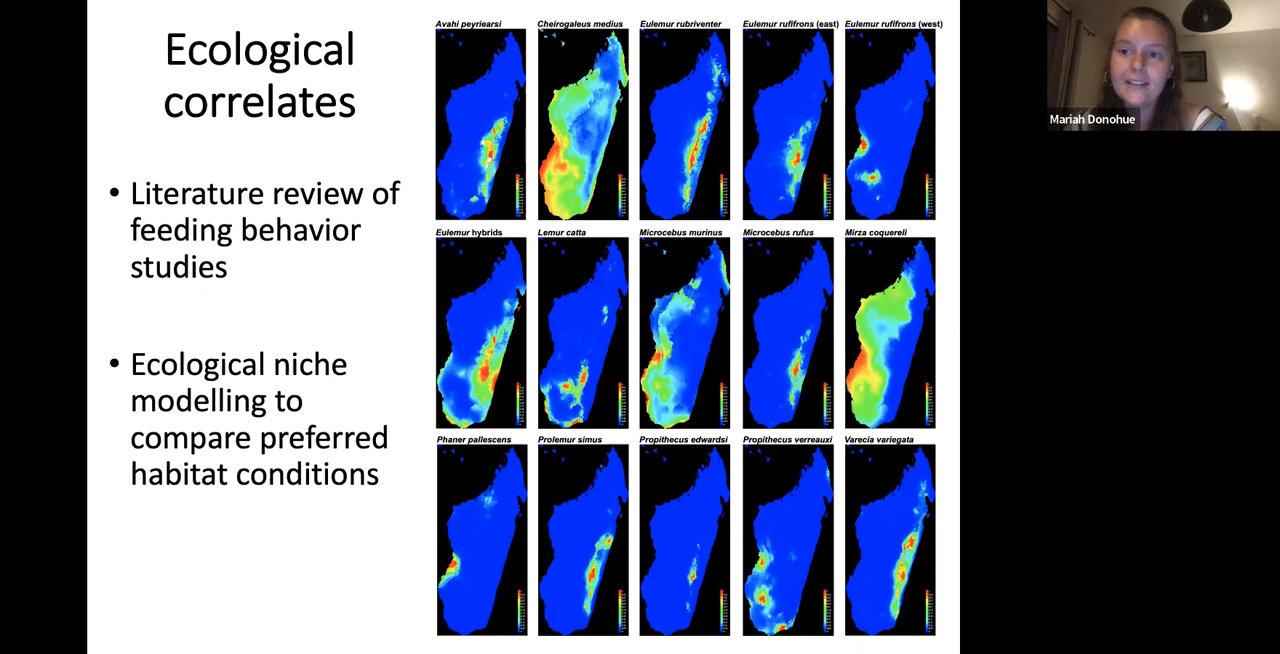 Ecological
correlates
• Literature review of
feeding behavior
studies
• Ecological niche
modelling to
compare preferred
habitat conditions
Avahi peyriearsi
Cheirogaleus medius
Eulemur rubriventer
Eulemur rufifrons (east)
Eulemur rufifrons (west)
Eulemur hybrids
Lemur catta
Microcebus murinus
Microcebus rufus
Mirza coquereli
Phaner pallescens
Prolemur simus
Propithecus edwardsi
Propithecus verreauxi
Varecia variegata
Mariah Donohue